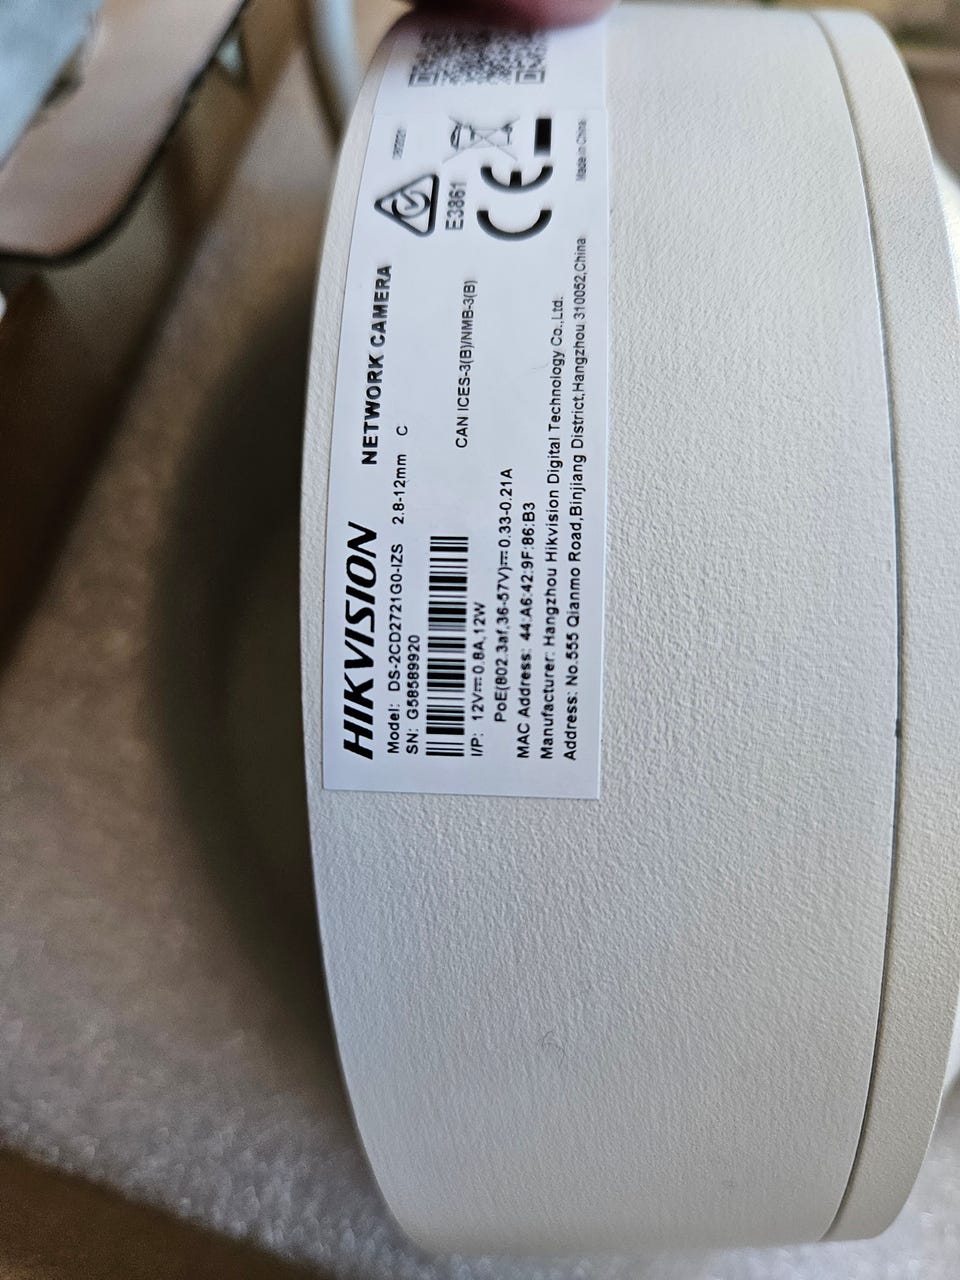 HIKVISION NETWORK CAMERA
Model: DS-2CD2721G0-IZS 2.8-12mm C
SN: G58589920
E3861
I/P: 12V⎓0.8A,12W CAN ICES-3(B)/NMB-3(B)
PoE(802.3af,36-57V)⎓0.33-0.21A
CE
MAC Address: 44:A6:42:9F:86:B3
Manufacturer: Hangzhou Hikvision Digital Technology Co.,Ltd.
Address: No.555 Qianmo Road,Binjiang District,Hangzhou 310052,China
Made in China